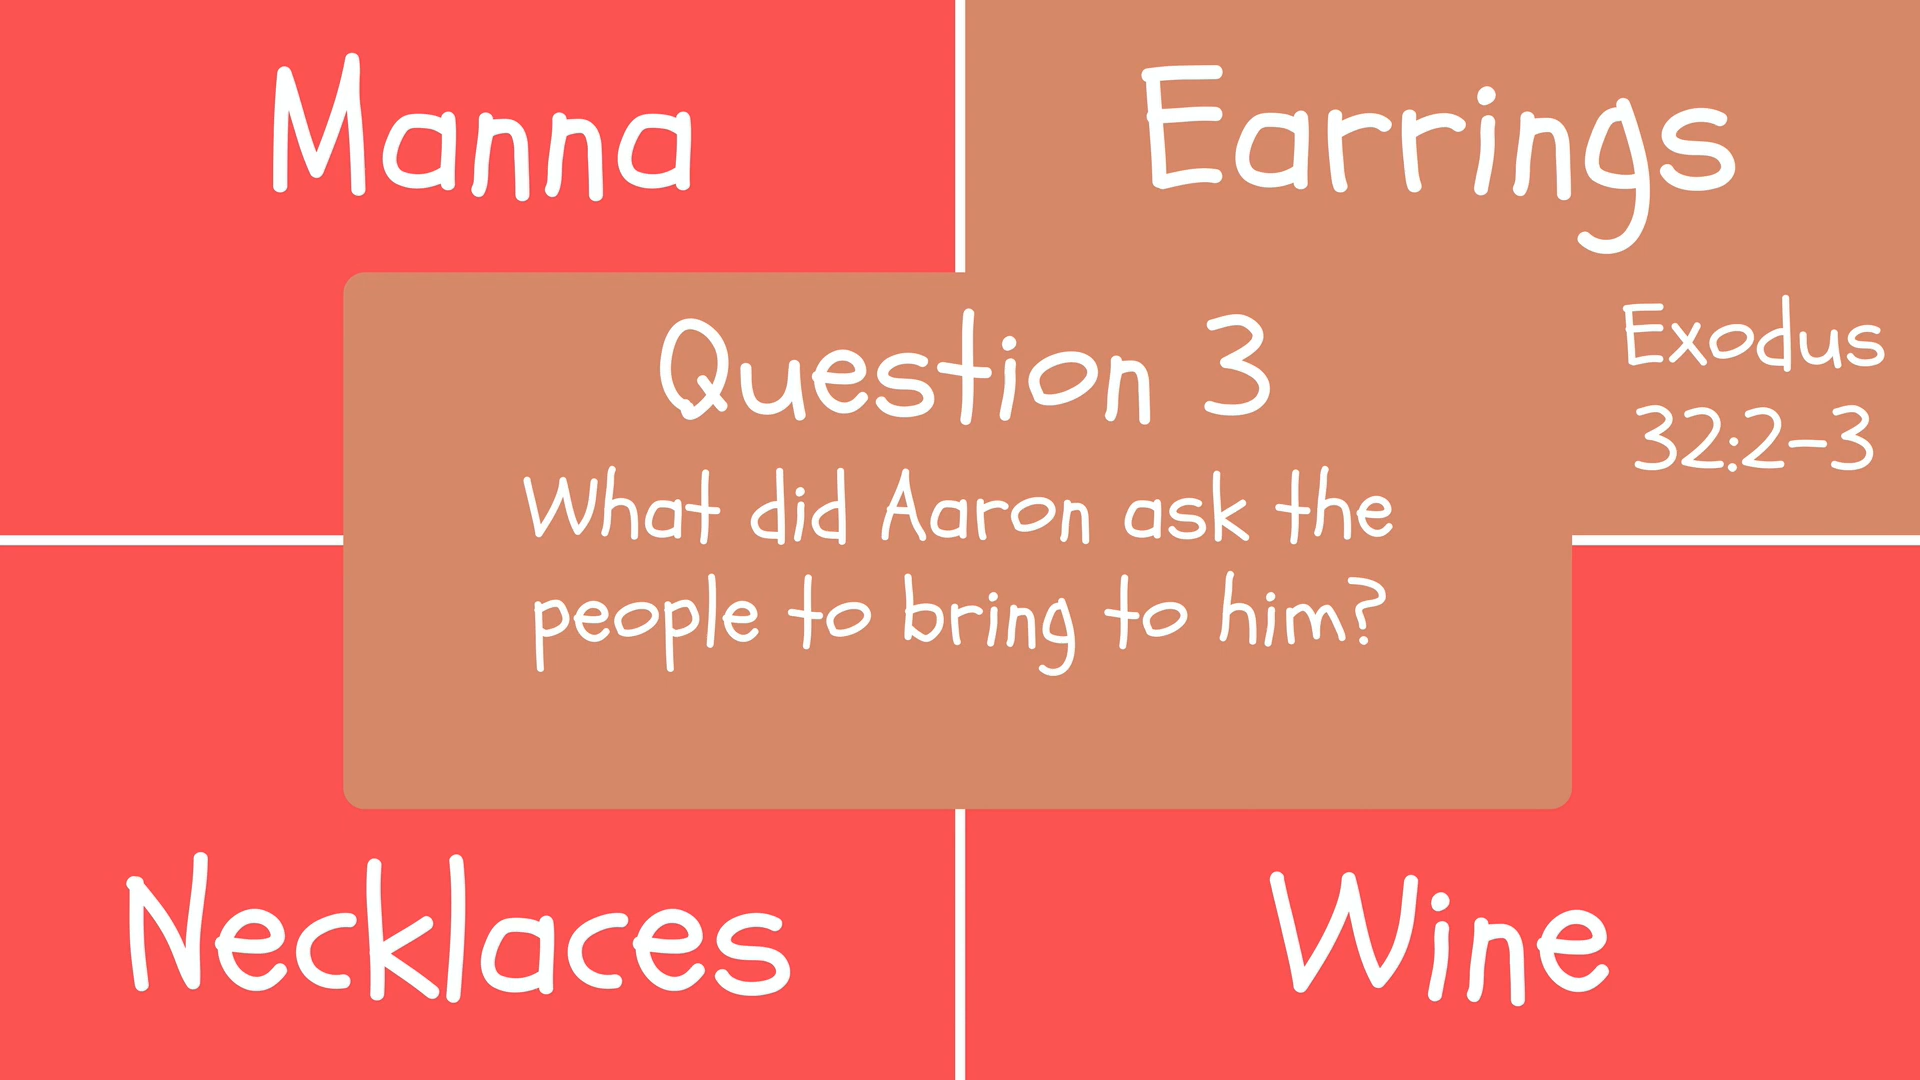 Manna
Earrings
Exodus
32:2-3
Question 3
What did Aaron ask the
people to bring to him?
Necklaces
Wine